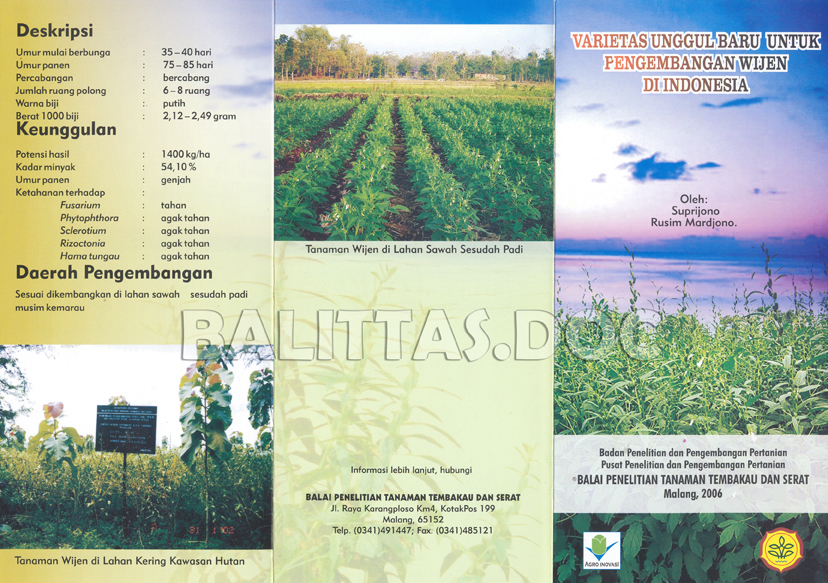 Deskripsi
Umur mulai berbunga : 35 – 40 hari
Umur panen : 75 – 85 hari
Percabangan : bercabang
Jumlah ruang polong : 6 – 8 ruang
Warna biji : putih
Berat 1000 biji : 2,12 – 2,49 gram
Keunggulan
Potensi hasil : 1400 kg/ha
Kadar minyak : 54,10 %
Umur panen : genjah
Ketahanan terhadap :
Fusarium : tahan
Phytophthora : agak tahan
Sclerotium : agak tahan
Rizoctonia : agak tahan
Hama tungau : agak tahan
Daerah Pengembangan
Sesuai dikembangkan di lahan sawah sesudah padi
musim kemarau
Tanaman Wijen di Lahan Kering Kawasan Hutan
Tanaman Wijen di Lahan Sawah Sesudah Padi
BALITTAS.DOC
Informasi lebih lanjut, hubungi
BALAI PENELITIAN TANAMAN TEMBAKAU DAN SERAT
Jl. Raya Karangploso Km4, KotakPos 199
Malang, 65152
Telp. (0341)491447; Fax. (0341)485121
VARIETAS UNGGUL BARU UNTUK
PENGEMBANGAN WIJEN
DI INDONESIA
Oleh:
Suprijono
Rusim Mardjono.
Badan Penelitian dan Pengembangan Pertanian
Pusat Penelitian dan Pengembangan Pertanian
BALAI PENELITIAN TANAMAN TEMBAKAU DAN SERAT
Malang, 2006
AGRO INOVASI